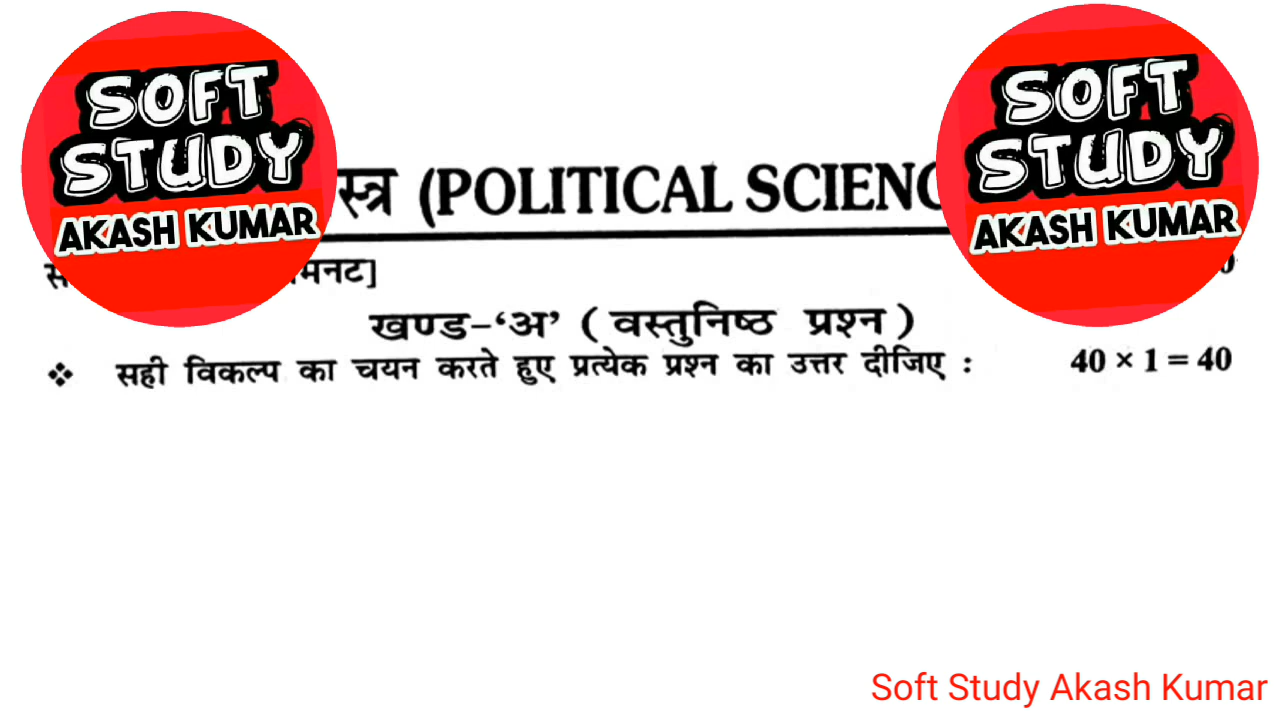 SOFT
STUDY
AKASH KUMAR
SOFT
STUDY
AKASH KUMAR
(POLITICAL SCIENC
खण्ड-‘अ’ ( वस्तुनिष्ठ प्रश्न )
❖ सही विकल्प का चयन करते हुए प्रत्येक प्रश्न का उत्तर दीजिए : 40 × 1 = 40
Soft Study Akash Kumar